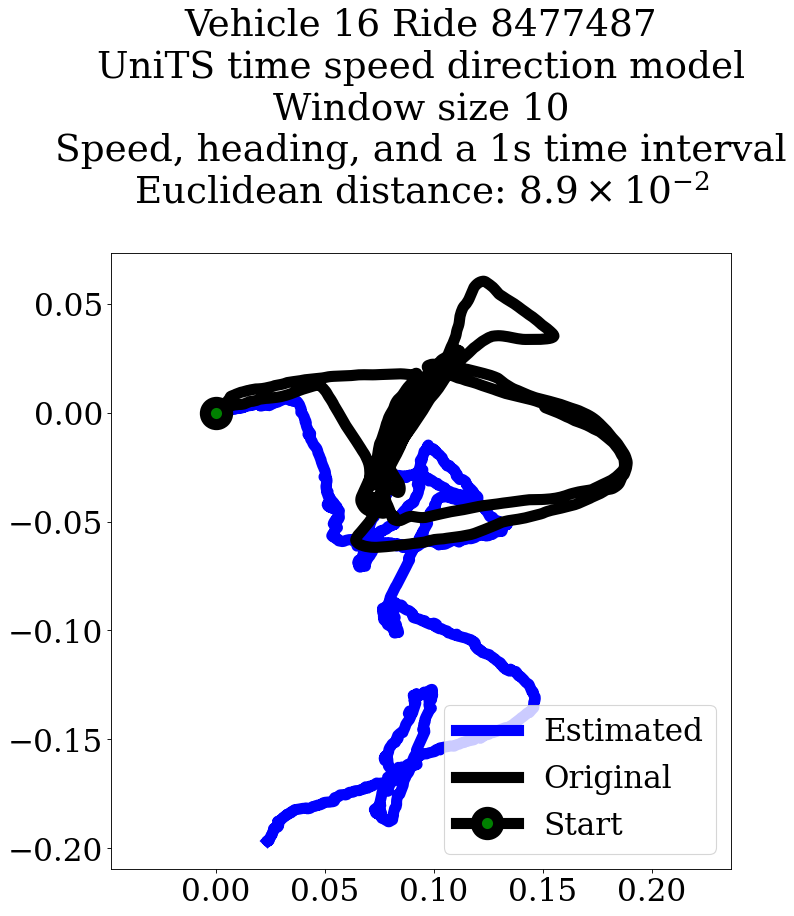 Vehicle 16 Ride 8477487
UniTS time speed direction model
Window size 10
Speed, heading, and a 1s time interval
Euclidean distance: $8.9 \times 10^{-2}$
0.05
0.00
−0.05
−0.10
−0.15
−0.20
Estimated
Original
Start
0.00 0.05 0.10 0.15 0.20